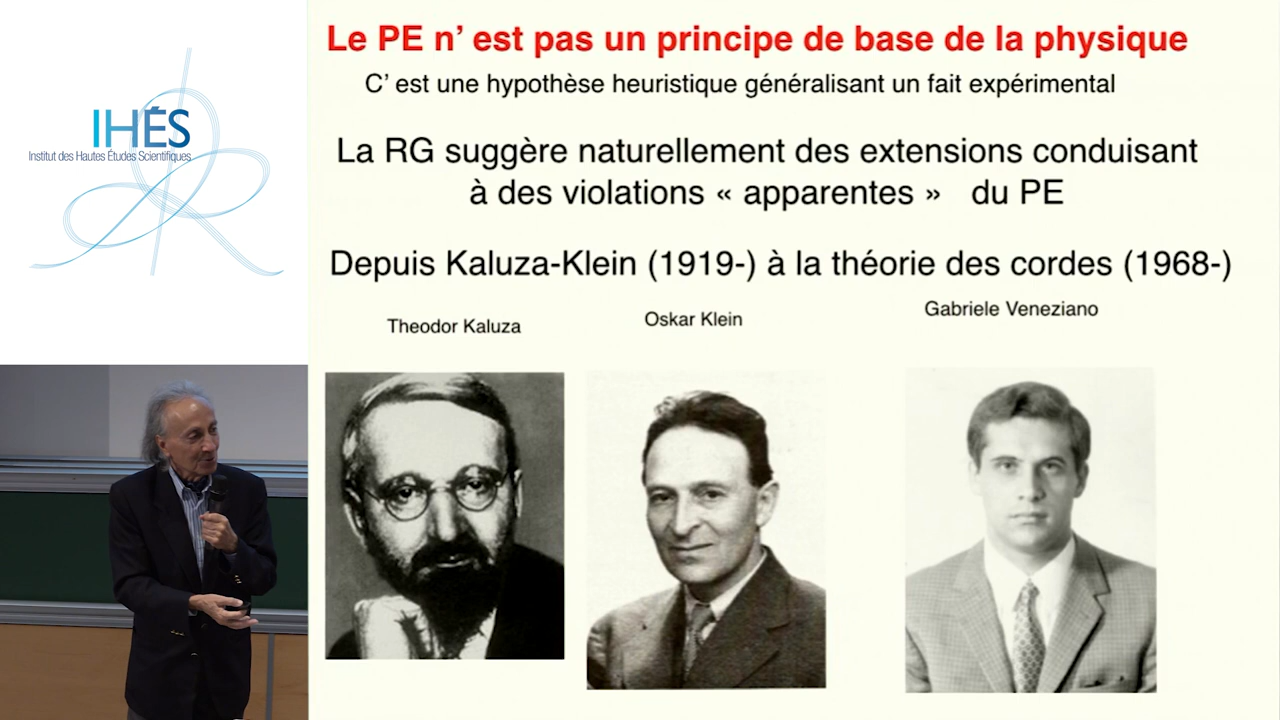 IHÉS
Institut des Hautes Études Scientifiques
Le PE n’ est pas un principe de base de la physique
C’ est une hypothèse heuristique généralisant un fait expérimental
La RG suggère naturellement des extensions conduisant
à des violations « apparentes » du PE
Depuis Kaluza-Klein (1919-) à la théorie des cordes (1968-)
Theodor Kaluza
Oskar Klein
Gabriele Veneziano